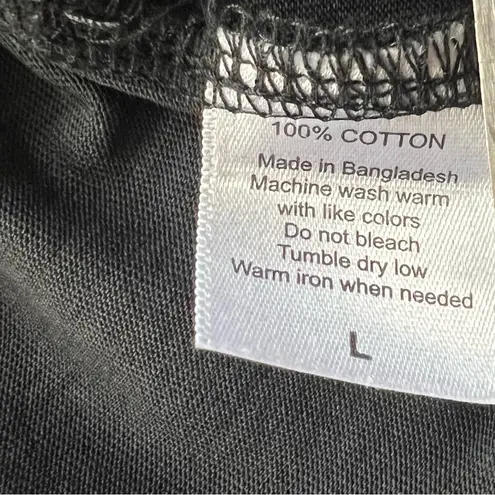 100% COTTON
Made in Bangladesh
Machine wash warm
with like colors
Do not bleach
Tumble dry low
Warm iron when needed
L